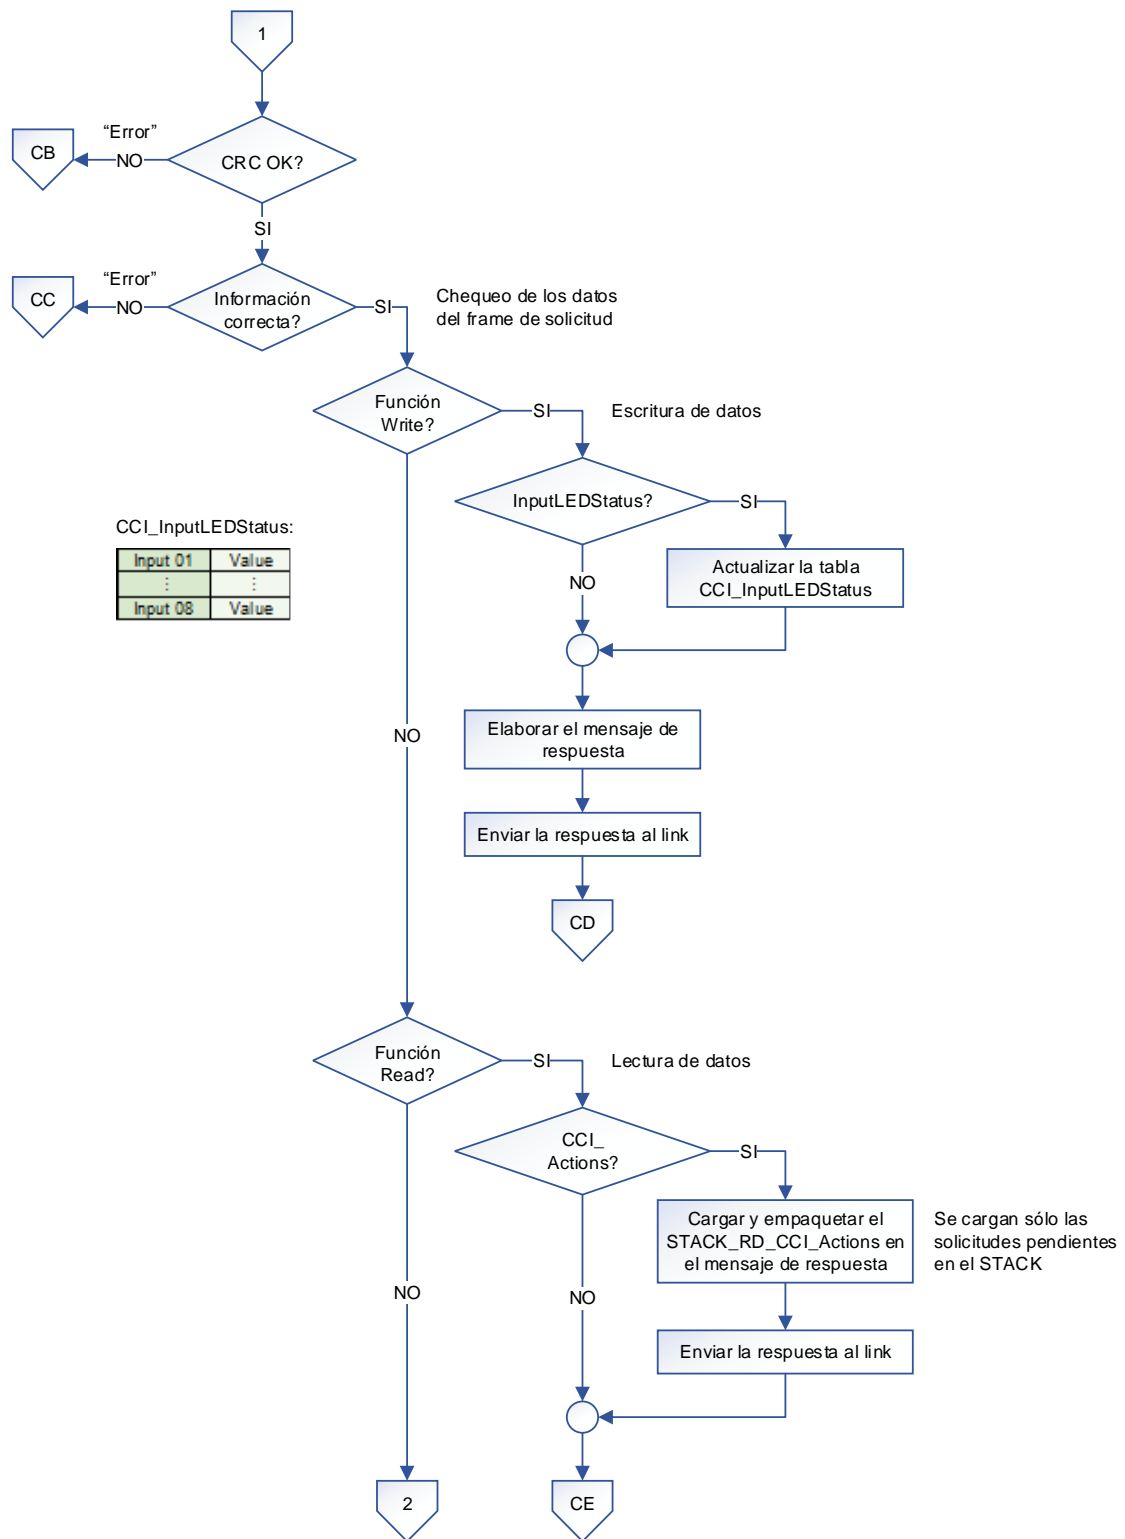 1
“Error”
CB
NO
CRC OK?
SI
“Error”
CC
NO
Información
correcta?
SI
Chequeo de los datos
del frame de solicitud
Función
Write?
SI
Escritura de datos
InputLEDStatus?
SI
CCI_InputLEDStatus:
Input 01 Value
⋮ ⋮
Input 08 Value
Actualizar la tabla
CCI_InputLEDStatus
NO
NO
Elaborar el mensaje de
respuesta
Enviar la respuesta al link
CD
Función
Read?
SI
Lectura de datos
CCI_
Actions?
SI
Cargar y empaquetar el
STACK_RD_CCI_Actions en
el mensaje de respuesta
Se cargan sólo las
solicitudes pendientes
en el STACK
NO
NO
Enviar la respuesta al link
2
CE